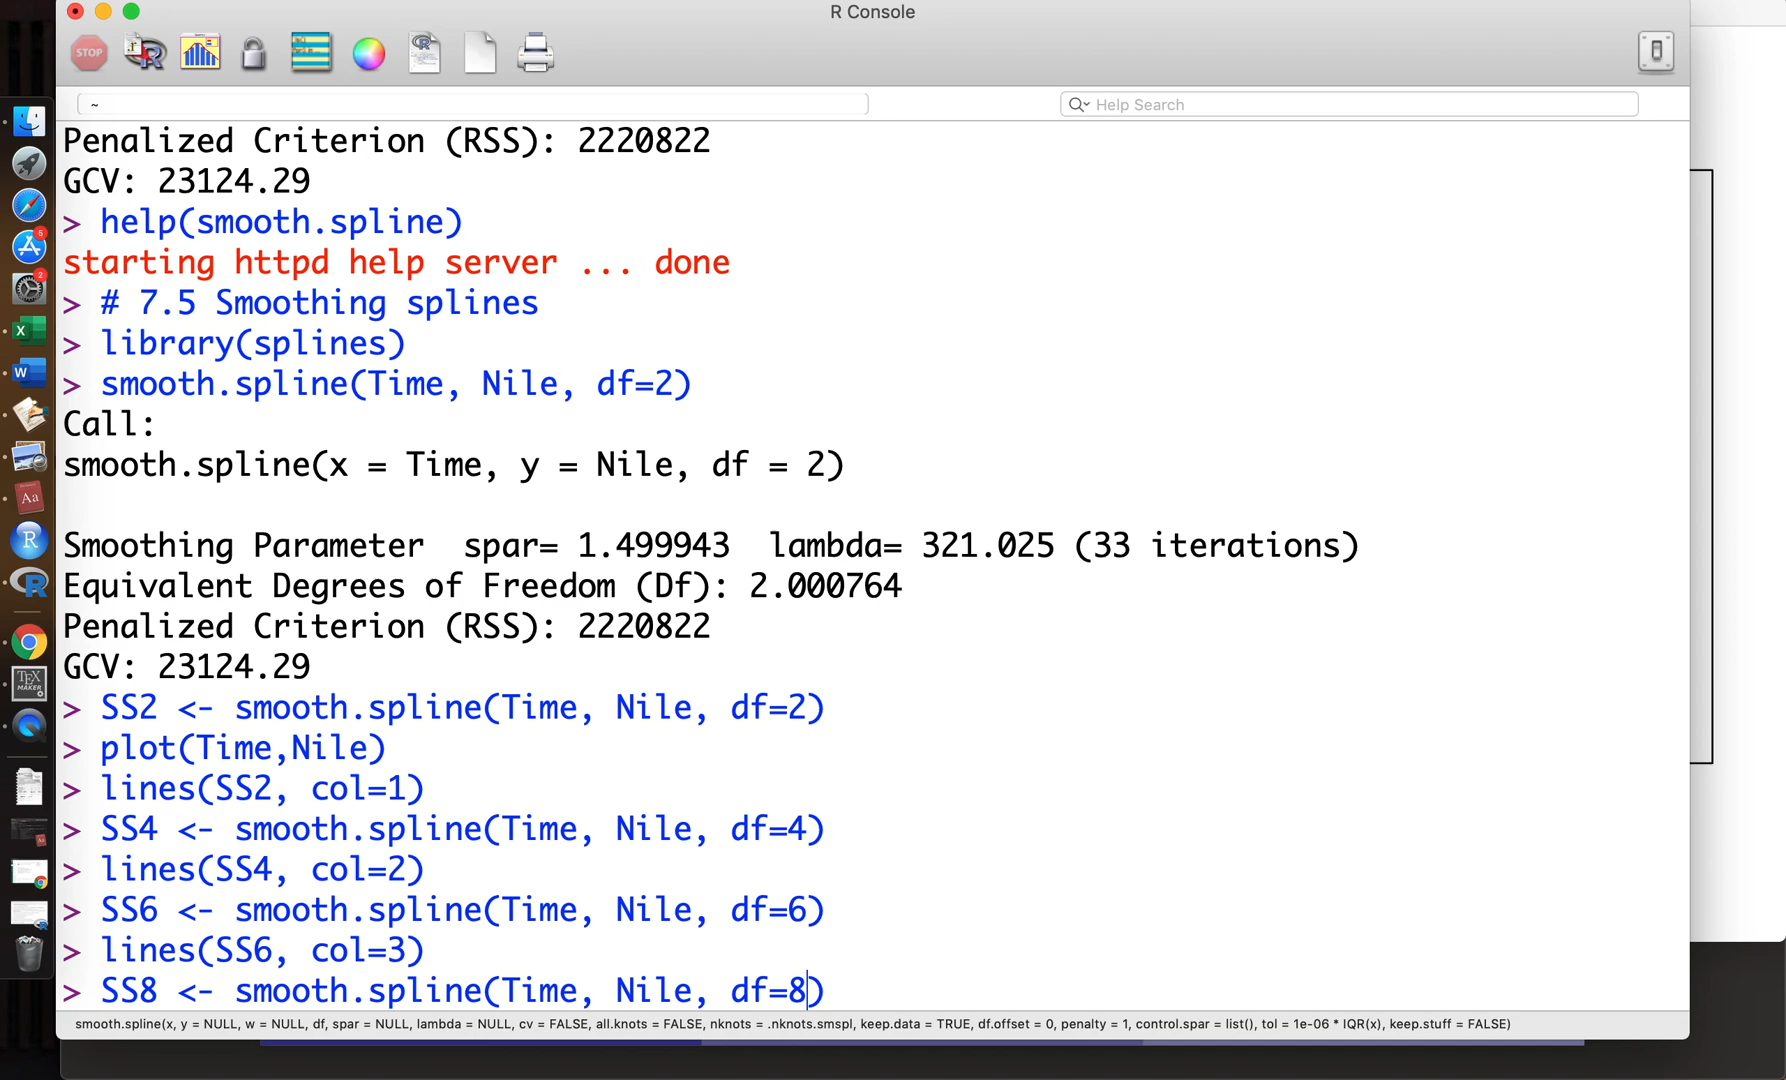 R Console
STOP
~
Help Search
Penalized Criterion (RSS): 2220822
GCV: 23124.29
> help(smooth.spline)
starting httpd help server ... done
> # 7.5 Smoothing splines
> library(splines)
> smooth.spline(Time, Nile, df=2)
Call:
smooth.spline(x = Time, y = Nile, df = 2)
Smoothing Parameter  spar= 1.499943  lambda= 321.025 (33 iterations)
Equivalent Degrees of Freedom (Df): 2.000764
Penalized Criterion (RSS): 2220822
GCV: 23124.29
> SS2 <- smooth.spline(Time, Nile, df=2)
> plot(Time,Nile)
> lines(SS2, col=1)
> SS4 <- smooth.spline(Time, Nile, df=4)
> lines(SS4, col=2)
> SS6 <- smooth.spline(Time, Nile, df=6)
> lines(SS6, col=3)
> SS8 <- smooth.spline(Time, Nile, df=8)
smooth.spline(x, y = NULL, w = NULL, df, spar = NULL, lambda = NULL, cv = FALSE, all.knots = FALSE, nknots = .nknots.smspl, keep.data = TRUE, df.offset = 0, penalty = 1, control.spar = list(), tol = 1e-06 * IQR(x), keep.stuff = FALSE)
5
2
X
W
Aa
R
R
TEX
MAKER